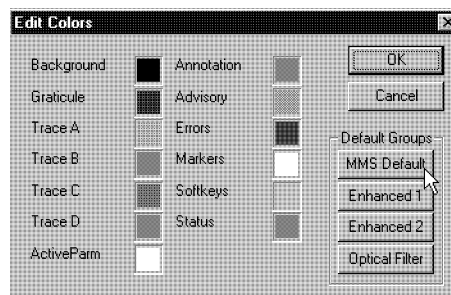 Edit Colors
Background Annotation OK
Graticule Advisory Cancel
Trace A Errors
Default Groups
Trace B Markers MMS Default
Trace C Softkeys Enhanced 1
Trace D Status Enhanced 2
ActiveParm Optical Filter